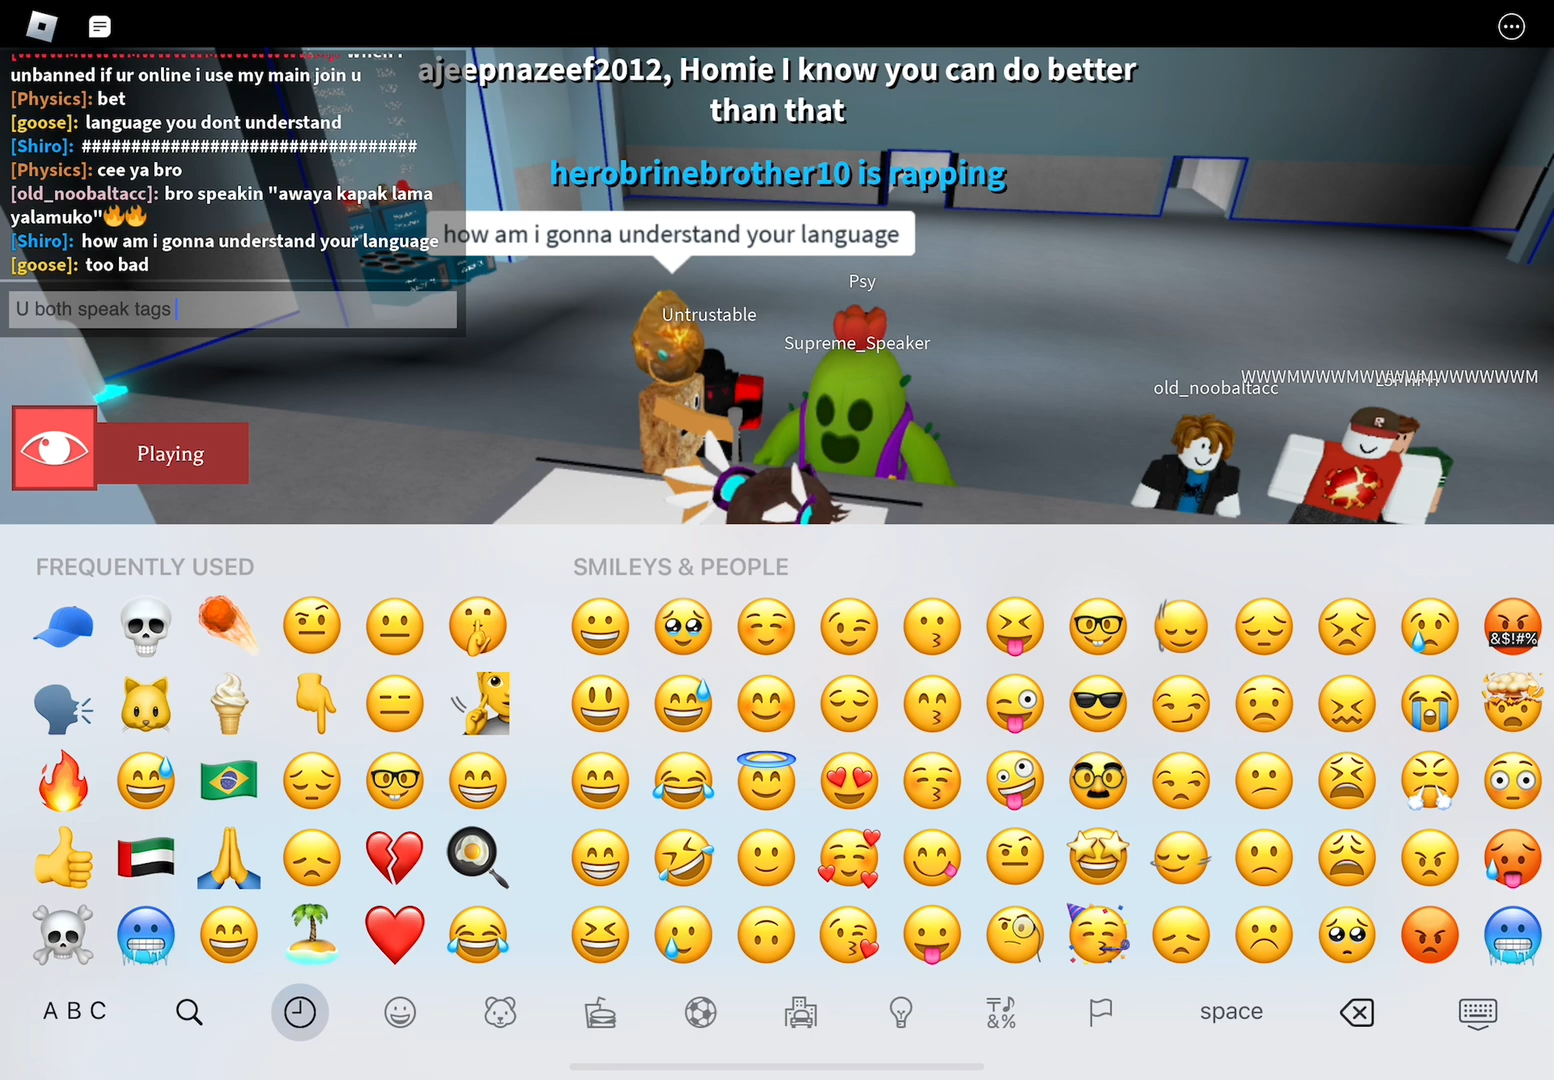 unbanned if ur online i use my main join u
[Physics]: bet
[goose]: language you dont understand
[Shiro]: ##################################
[Physics]: cee ya bro
[old_noobaltacc]: bro speakin "awaya kapak lama
yalamuko"🔥🔥
[Shiro]: how am i gonna understand your language
[goose]: too bad
U both speak tags
ajeepnazeef2012, Homie I know you can do better
than that
herobrinebrother10 is rapping
how am i gonna understand your language
Psy
Untrustable
Supreme_Speaker
old_noobaltacc
Playing
FREQUENTLY USED
SMILEYS & PEOPLE
&$!#%
A B C
space